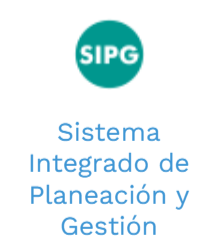 SIPG
Sistema
Integrado de
Planeación y
Gestión